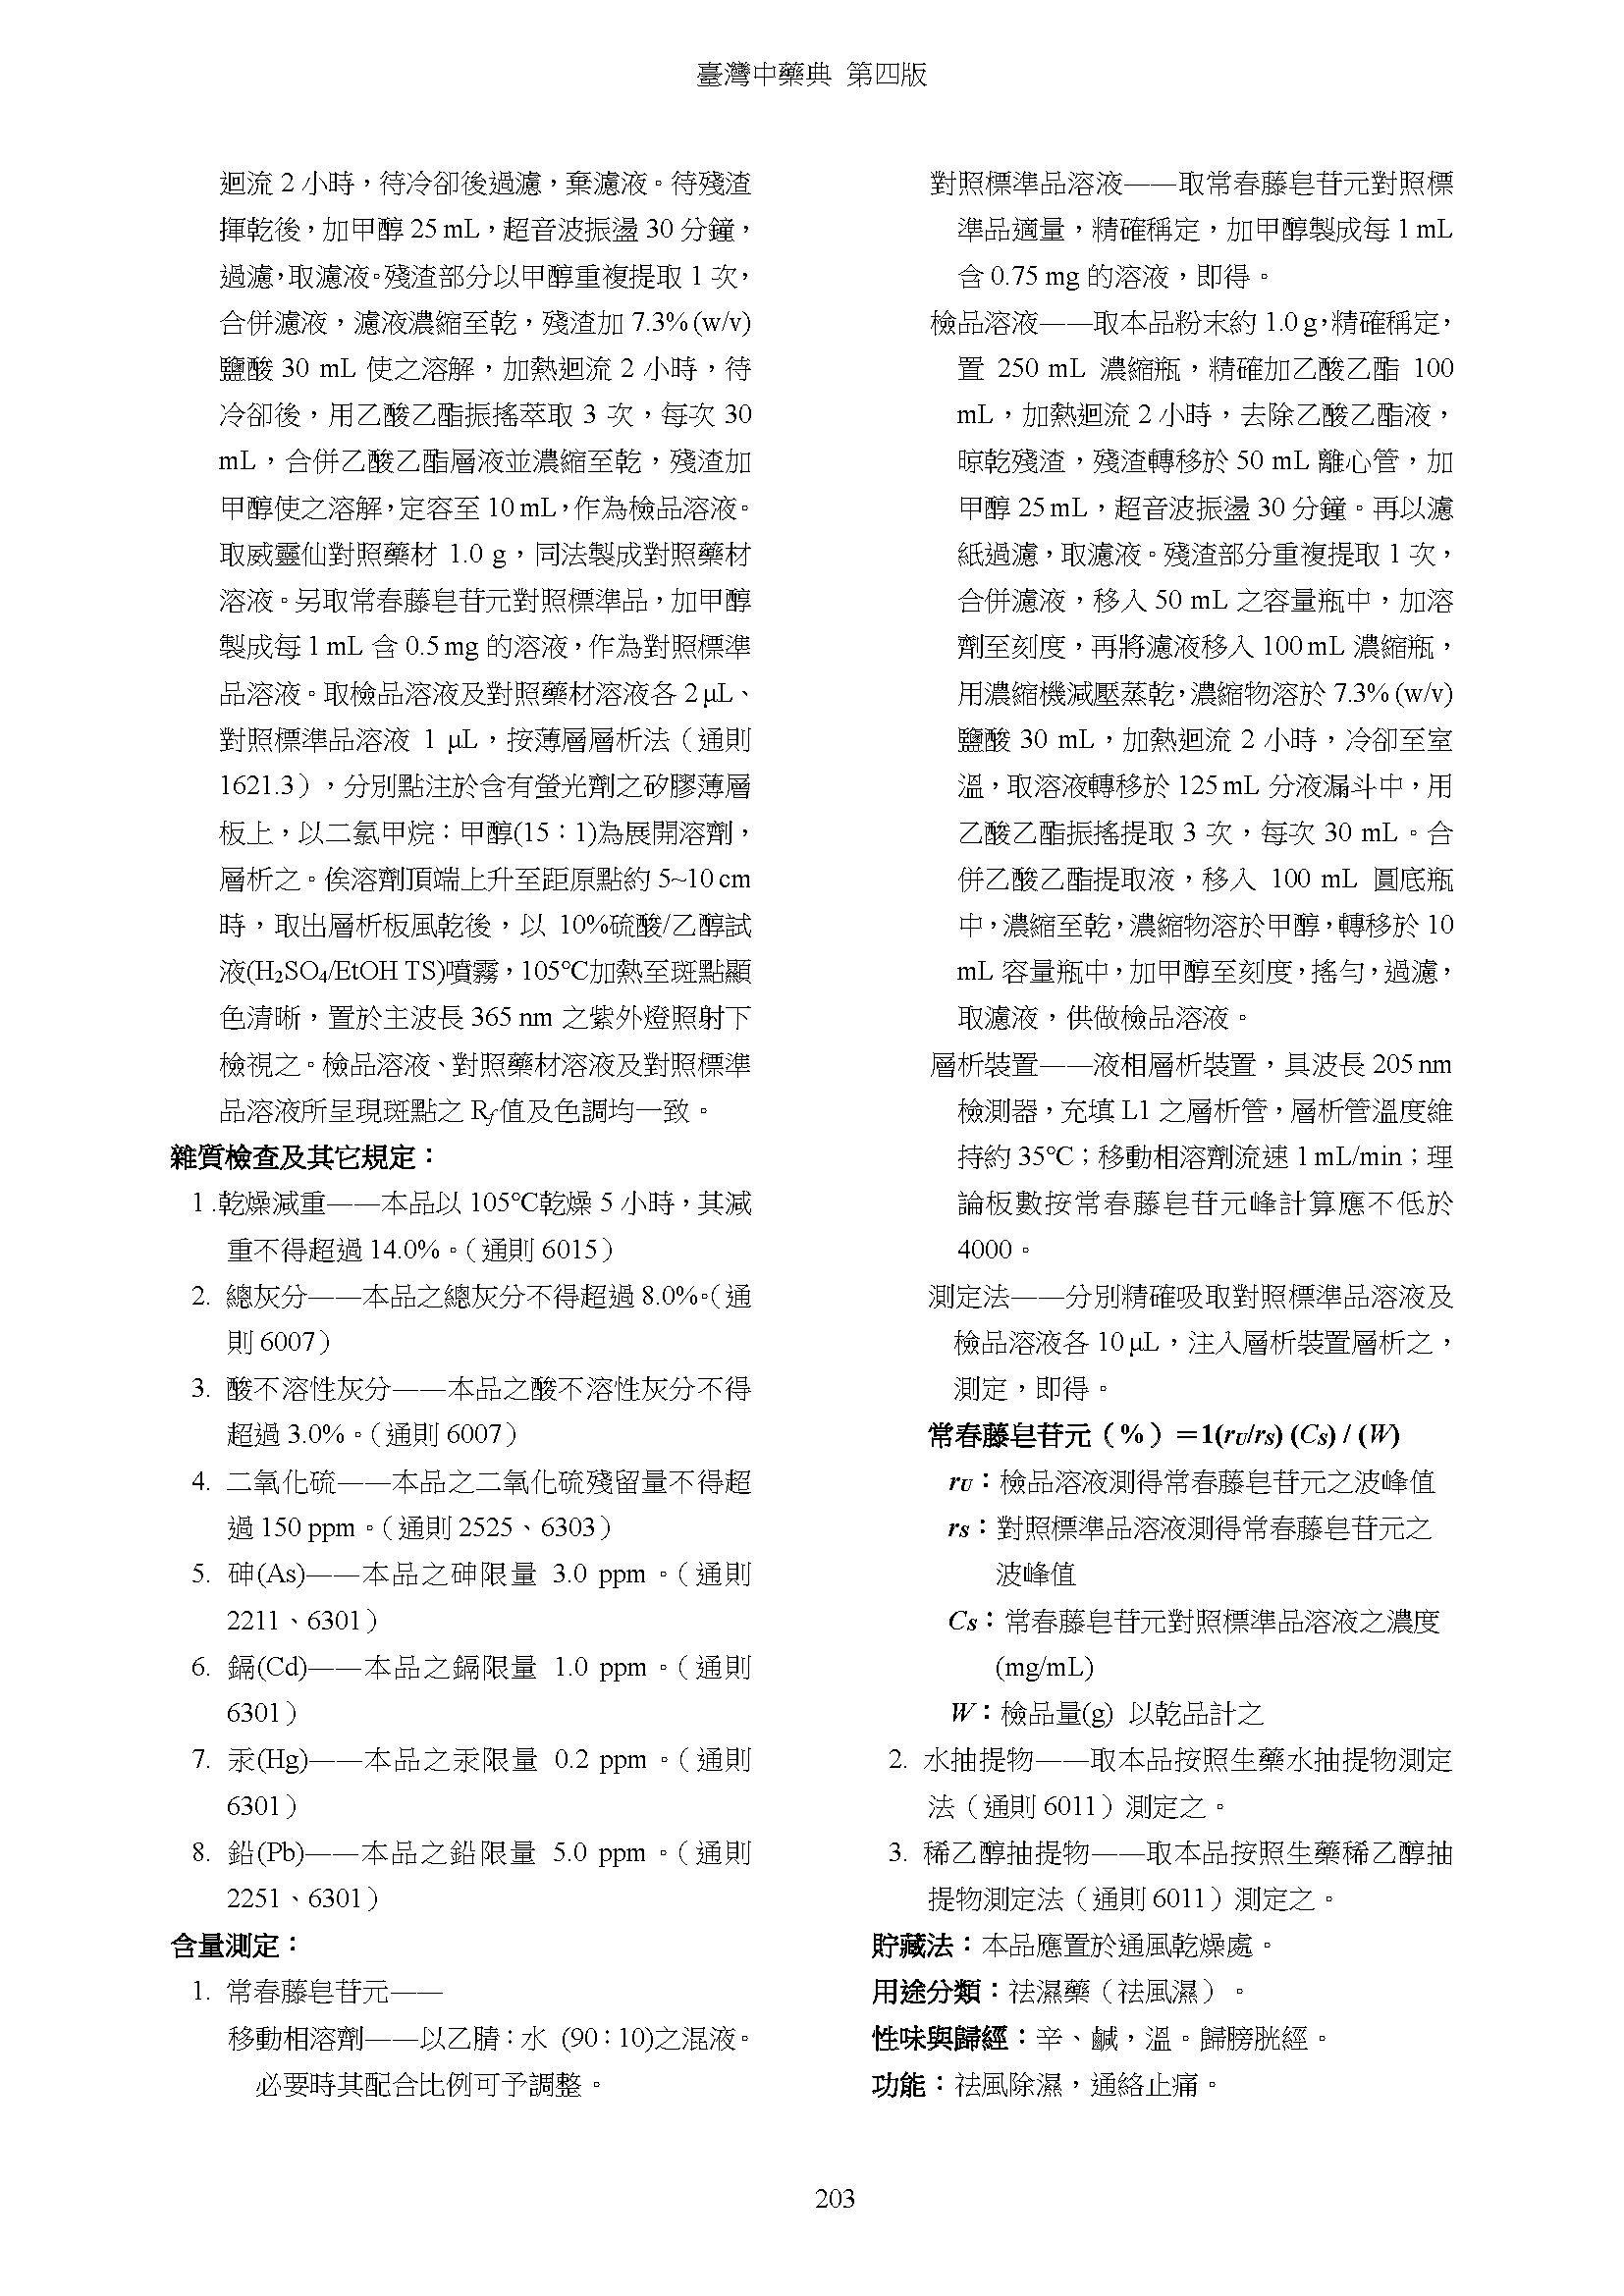 臺灣中藥典 第四版
迴流 2 小時，待冷卻後過濾，棄濾液。待殘渣
揮乾後，加甲醇 25 mL，超音波振盪 30 分鐘，
過濾，取濾液。殘渣部分以甲醇重複提取 1 次，
合併濾液，濾液濃縮至乾，殘渣加 7.3% (w/v)
鹽酸 30 mL 使之溶解，加熱迴流 2 小時，待
冷卻後，用乙酸乙酯振搖萃取 3 次，每次 30
mL，合併乙酸乙酯層液並濃縮至乾，殘渣加
甲醇使之溶解，定容至 10 mL，作為檢品溶液。
取威靈仙對照藥材 1.0 g，同法製成對照藥材
溶液。另取常春藤皂苷元對照標準品，加甲醇
製成每 1 mL 含 0.5 mg 的溶液，作為對照標準
品溶液。取檢品溶液及對照藥材溶液各 2 μL、
對照標準品溶液 1 μL，按薄層層析法（通則
1621.3），分別點注於含有螢光劑之矽膠薄層
板上，以二氯甲烷：甲醇(15：1)為展開溶劑，
層析之。俟溶劑頂端上升至距原點約 5~10 cm
時，取出層析板風乾後，以 10%硫酸/乙醇試
液(H₂SO₄/EtOH TS)噴霧，105℃加熱至斑點顯
色清晰，置於主波長 365 nm 之紫外燈照射下
檢視之。檢品溶液、對照藥材溶液及對照標準
品溶液所呈現斑點之 Rf 值及色調均一致。
雜質檢查及其它規定：
1 .乾燥減重——本品以 105℃乾燥 5 小時，其減
重不得超過 14.0%。（通則 6015）
2. 總灰分——本品之總灰分不得超過 8.0%。（通
則 6007）
3. 酸不溶性灰分——本品之酸不溶性灰分不得
超過 3.0%。（通則 6007）
4. 二氧化硫——本品之二氧化硫殘留量不得超
過 150 ppm。（通則 2525、6303）
5. 砷(As)——本品之砷限量 3.0 ppm。（通則
2211、6301）
6. 鎘(Cd)——本品之鎘限量 1.0 ppm。（通則
6301）
7. 汞(Hg)——本品之汞限量 0.2 ppm。（通則
6301）
8. 鉛(Pb)——本品之鉛限量 5.0 ppm。（通則
2251、6301）
含量測定：
1. 常春藤皂苷元——
移動相溶劑——以乙腈：水 (90：10)之混液。
必要時其配合比例可予調整。
對照標準品溶液——取常春藤皂苷元對照標
準品適量，精確稱定，加甲醇製成每 1 mL
含 0.75 mg 的溶液，即得。
檢品溶液——取本品粉末約 1.0 g，精確稱定，
置 250 mL 濃縮瓶，精確加乙酸乙酯 100
mL，加熱迴流 2 小時，去除乙酸乙酯液，
晾乾殘渣，殘渣轉移於 50 mL 離心管，加
甲醇 25 mL，超音波振盪 30 分鐘。再以濾
紙過濾，取濾液。殘渣部分重複提取 1 次，
合併濾液，移入 50 mL 之容量瓶中，加溶
劑至刻度，再將濾液移入 100 mL 濃縮瓶，
用濃縮機減壓蒸乾，濃縮物溶於 7.3% (w/v)
鹽酸 30 mL，加熱迴流 2 小時，冷卻至室
溫，取溶液轉移於 125 mL 分液漏斗中，用
乙酸乙酯振搖提取 3 次，每次 30 mL。合
併乙酸乙酯提取液，移入 100 mL 圓底瓶
中，濃縮至乾，濃縮物溶於甲醇，轉移於 10
mL 容量瓶中，加甲醇至刻度，搖勻，過濾，
取濾液，供做檢品溶液。
層析裝置——液相層析裝置，具波長 205 nm
檢測器，充填 L1 之層析管，層析管溫度維
持約 35℃；移動相溶劑流速 1 mL/min；理
論板數按常春藤皂苷元峰計算應不低於
4000。
測定法——分別精確吸取對照標準品溶液及
檢品溶液各 10 μL，注入層析裝置層析之，
測定，即得。
常春藤皂苷元（%）＝1(rU/rS) (CS) / (W)
rU：檢品溶液測得常春藤皂苷元之波峰值
rS：對照標準品溶液測得常春藤皂苷元之
波峰值
CS：常春藤皂苷元對照標準品溶液之濃度
(mg/mL)
W：檢品量(g) 以乾品計之
2. 水抽提物——取本品按照生藥水抽提物測定
法（通則 6011）測定之。
3. 稀乙醇抽提物——取本品按照生藥稀乙醇抽
提物測定法（通則 6011）測定之。
貯藏法：本品應置於通風乾燥處。
用途分類：祛濕藥（祛風濕）。
性味與歸經：辛、鹹，溫。歸膀胱經。
功能：祛風除濕，通絡止痛。
203